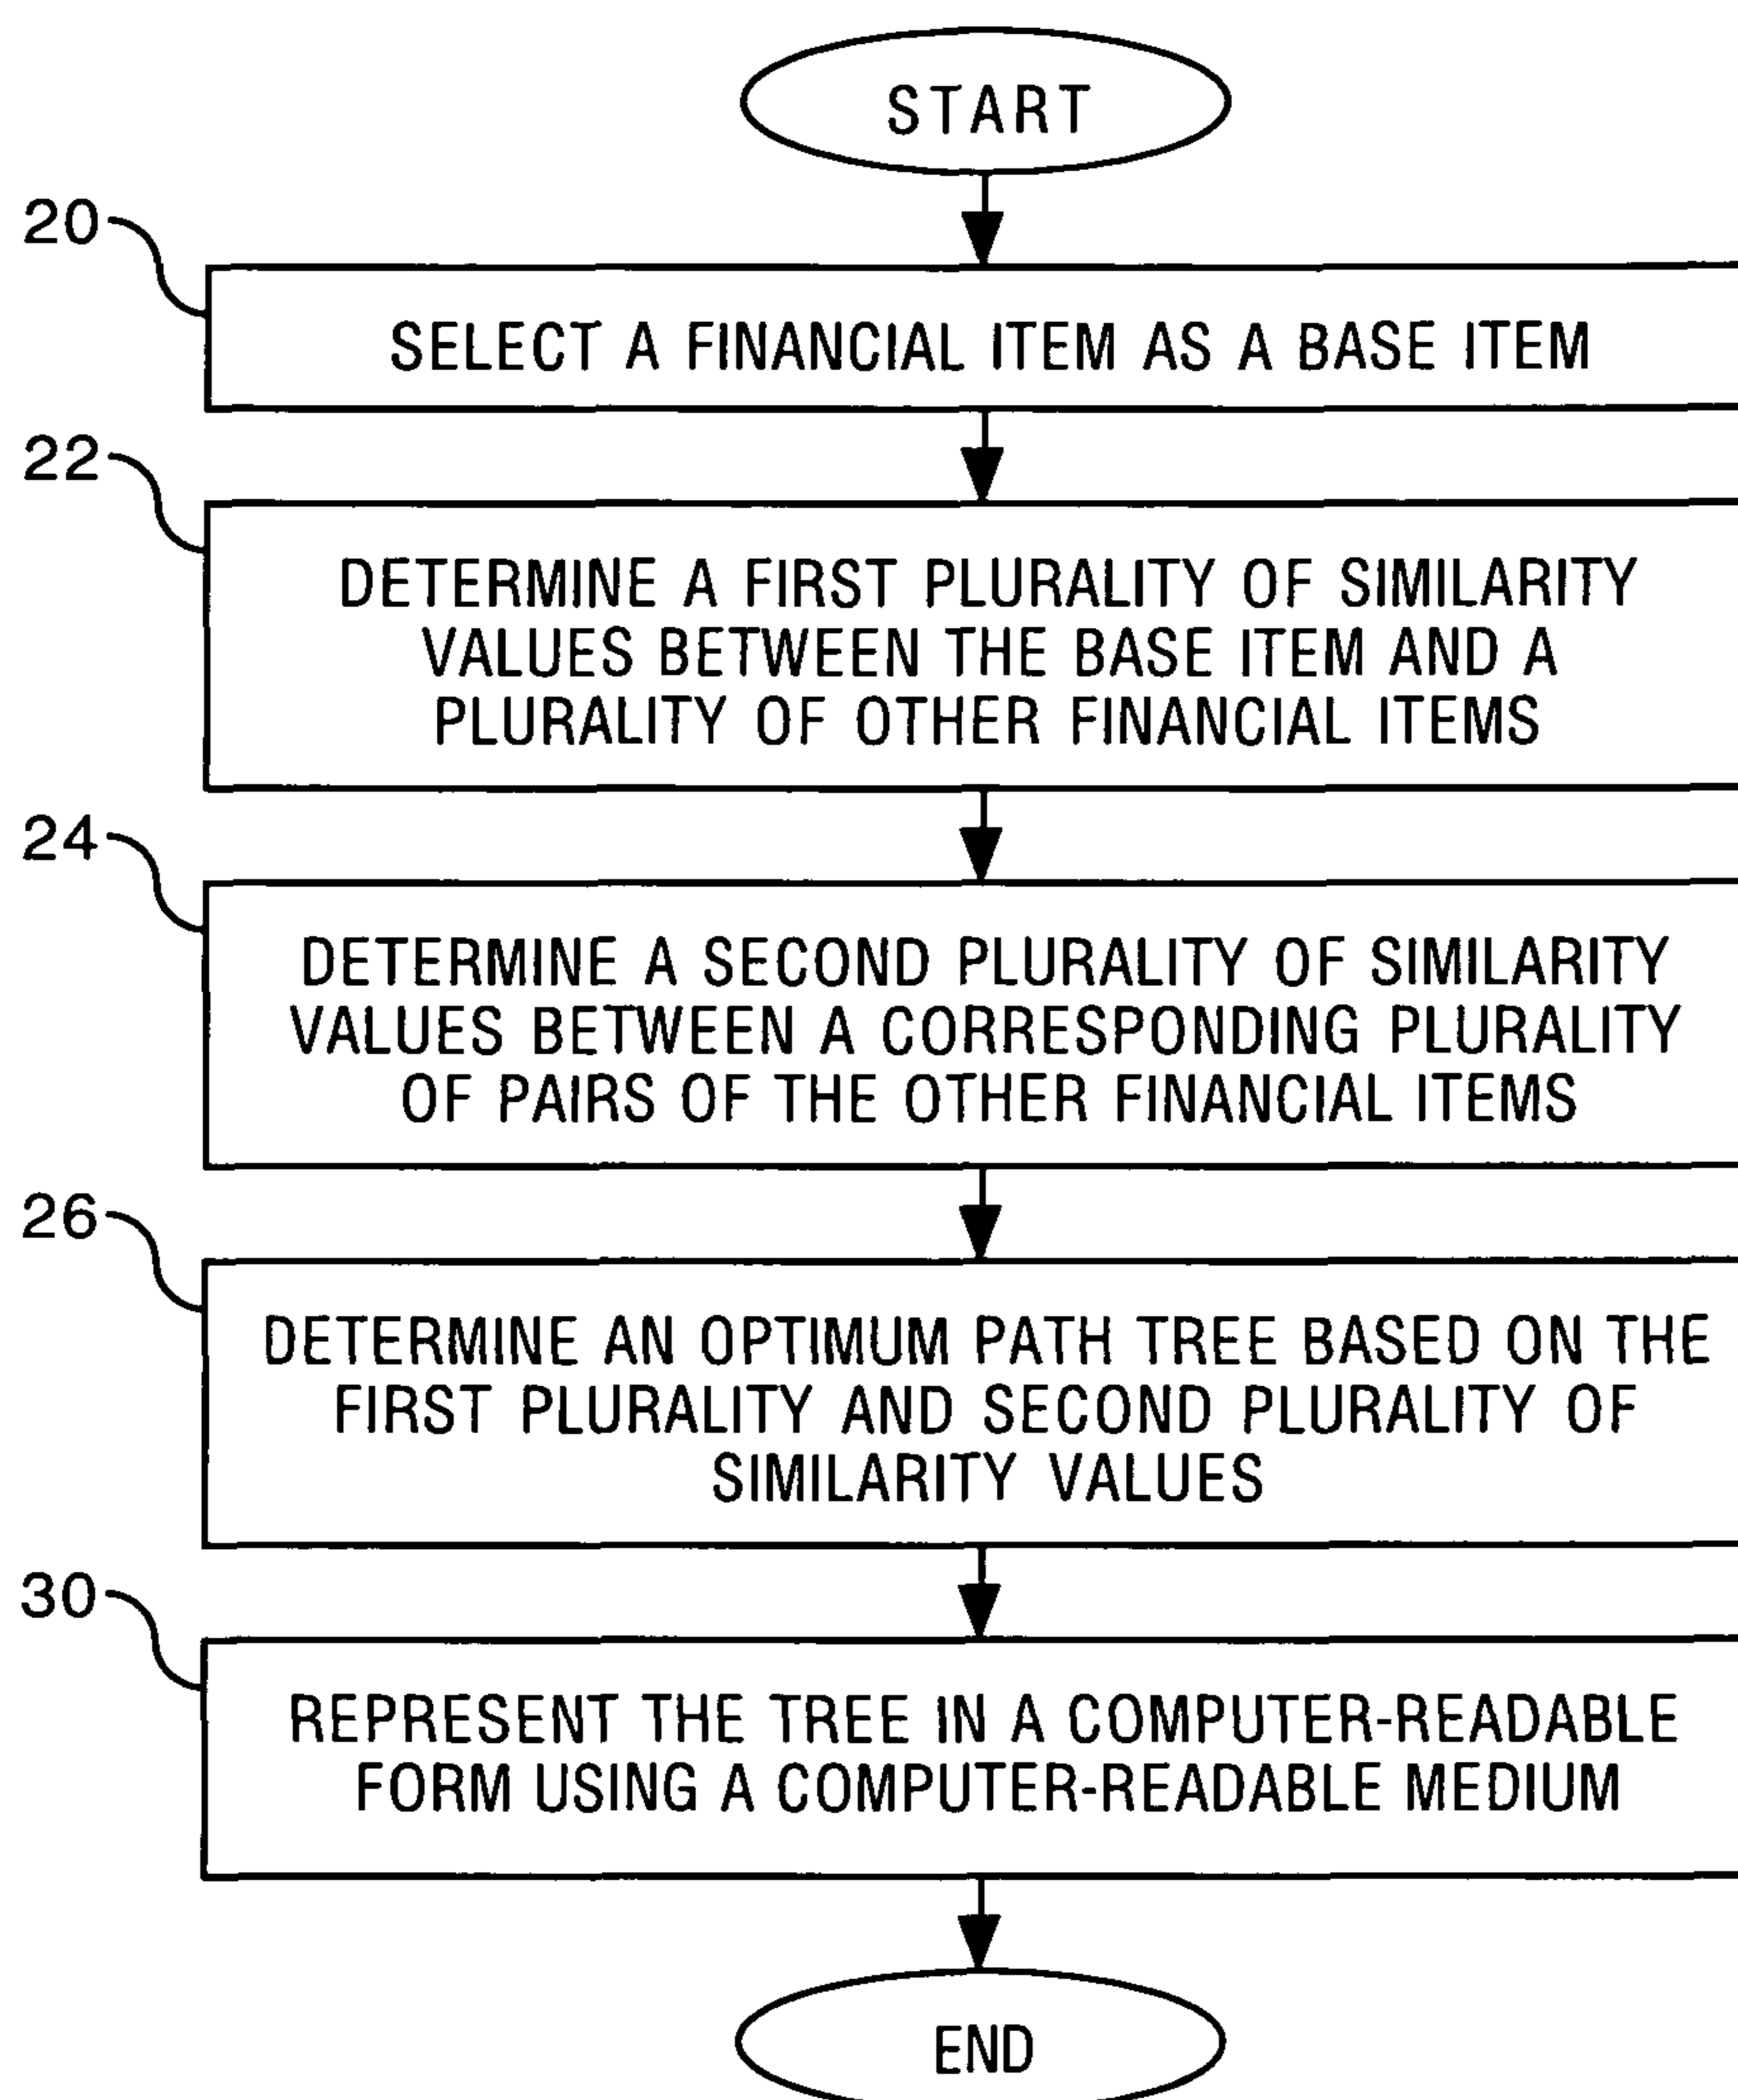 START
20
SELECT A FINANCIAL ITEM AS A BASE ITEM
22
DETERMINE A FIRST PLURALITY OF SIMILARITY
VALUES BETWEEN THE BASE ITEM AND A
PLURALITY OF OTHER FINANCIAL ITEMS
24
DETERMINE A SECOND PLURALITY OF SIMILARITY
VALUES BETWEEN A CORRESPONDING PLURALITY
OF PAIRS OF THE OTHER FINANCIAL ITEMS
26
DETERMINE AN OPTIMUM PATH TREE BASED ON THE
FIRST PLURALITY AND SECOND PLURALITY OF
SIMILARITY VALUES
30
REPRESENT THE TREE IN A COMPUTER-READABLE
FORM USING A COMPUTER-READABLE MEDIUM
END